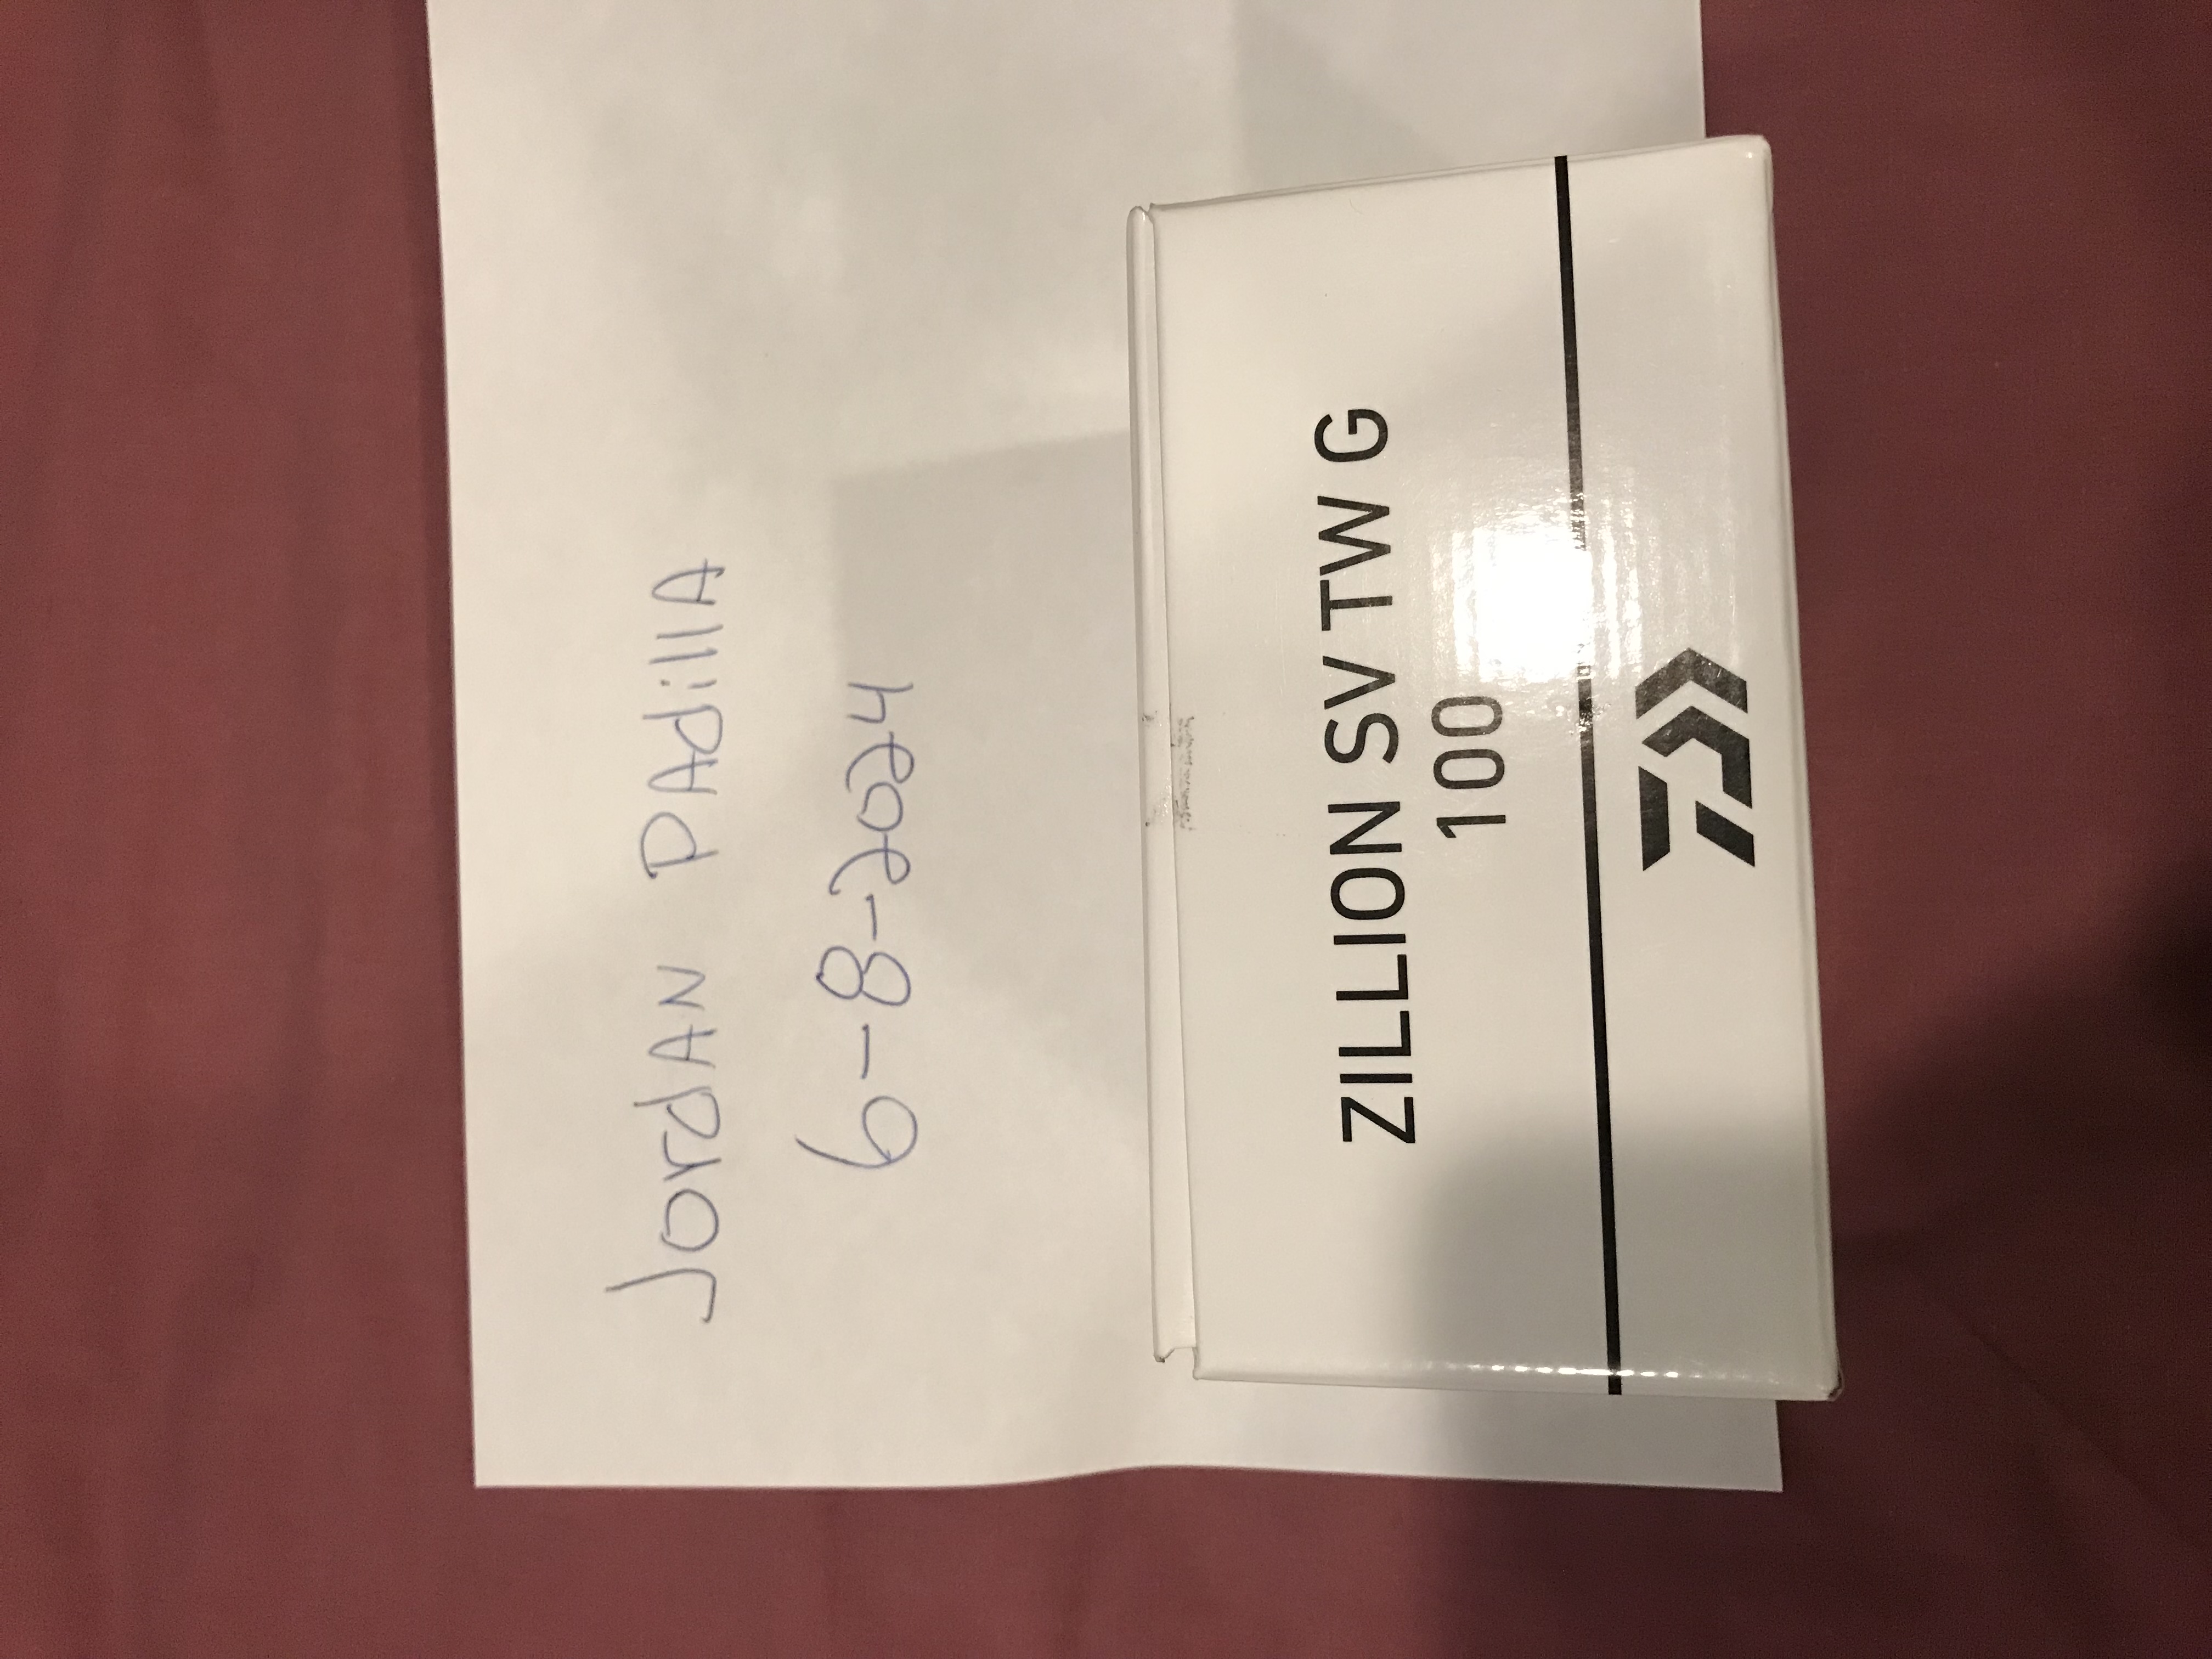 JordAN PAdillA
6-8-2024
ZILLION SV TW G
100